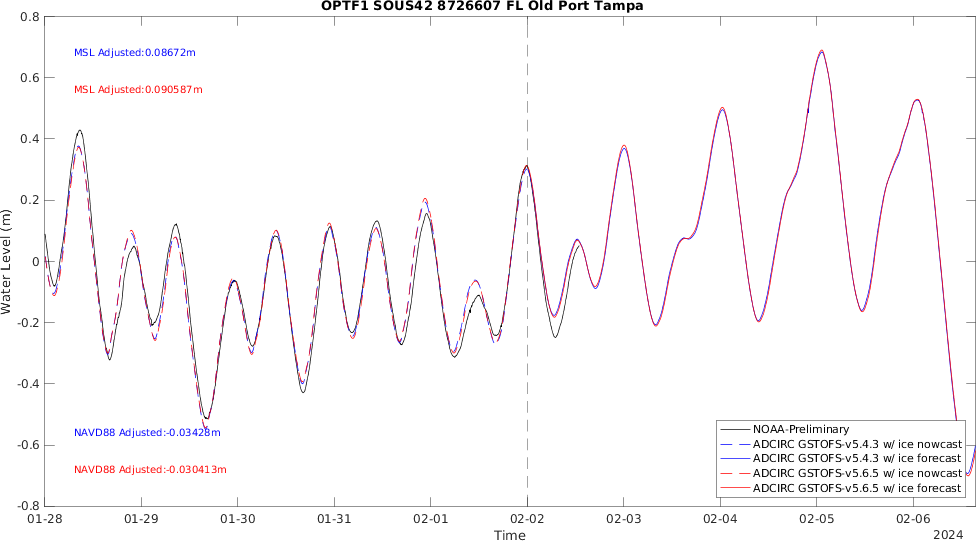 OPTF1 SOUS42 8726607 FL Old Port Tampa
0.8
0.6
0.4
0.2
0
-0.2
-0.4
-0.6
-0.8
Water Level (m)
MSL Adjusted:0.08672m
MSL Adjusted:0.090587m
NAVD88 Adjusted:-0.03428m
NAVD88 Adjusted:-0.030413m
NOAA-Preliminary
ADCIRC GSTOFS-v5.4.3 w/ ice nowcast
ADCIRC GSTOFS-v5.4.3 w/ ice forecast
ADCIRC GSTOFS-v5.6.5 w/ ice nowcast
ADCIRC GSTOFS-v5.6.5 w/ ice forecast
01-28 01-29 01-30 01-31 02-01 02-02 02-03 02-04 02-05 02-06
Time
2024